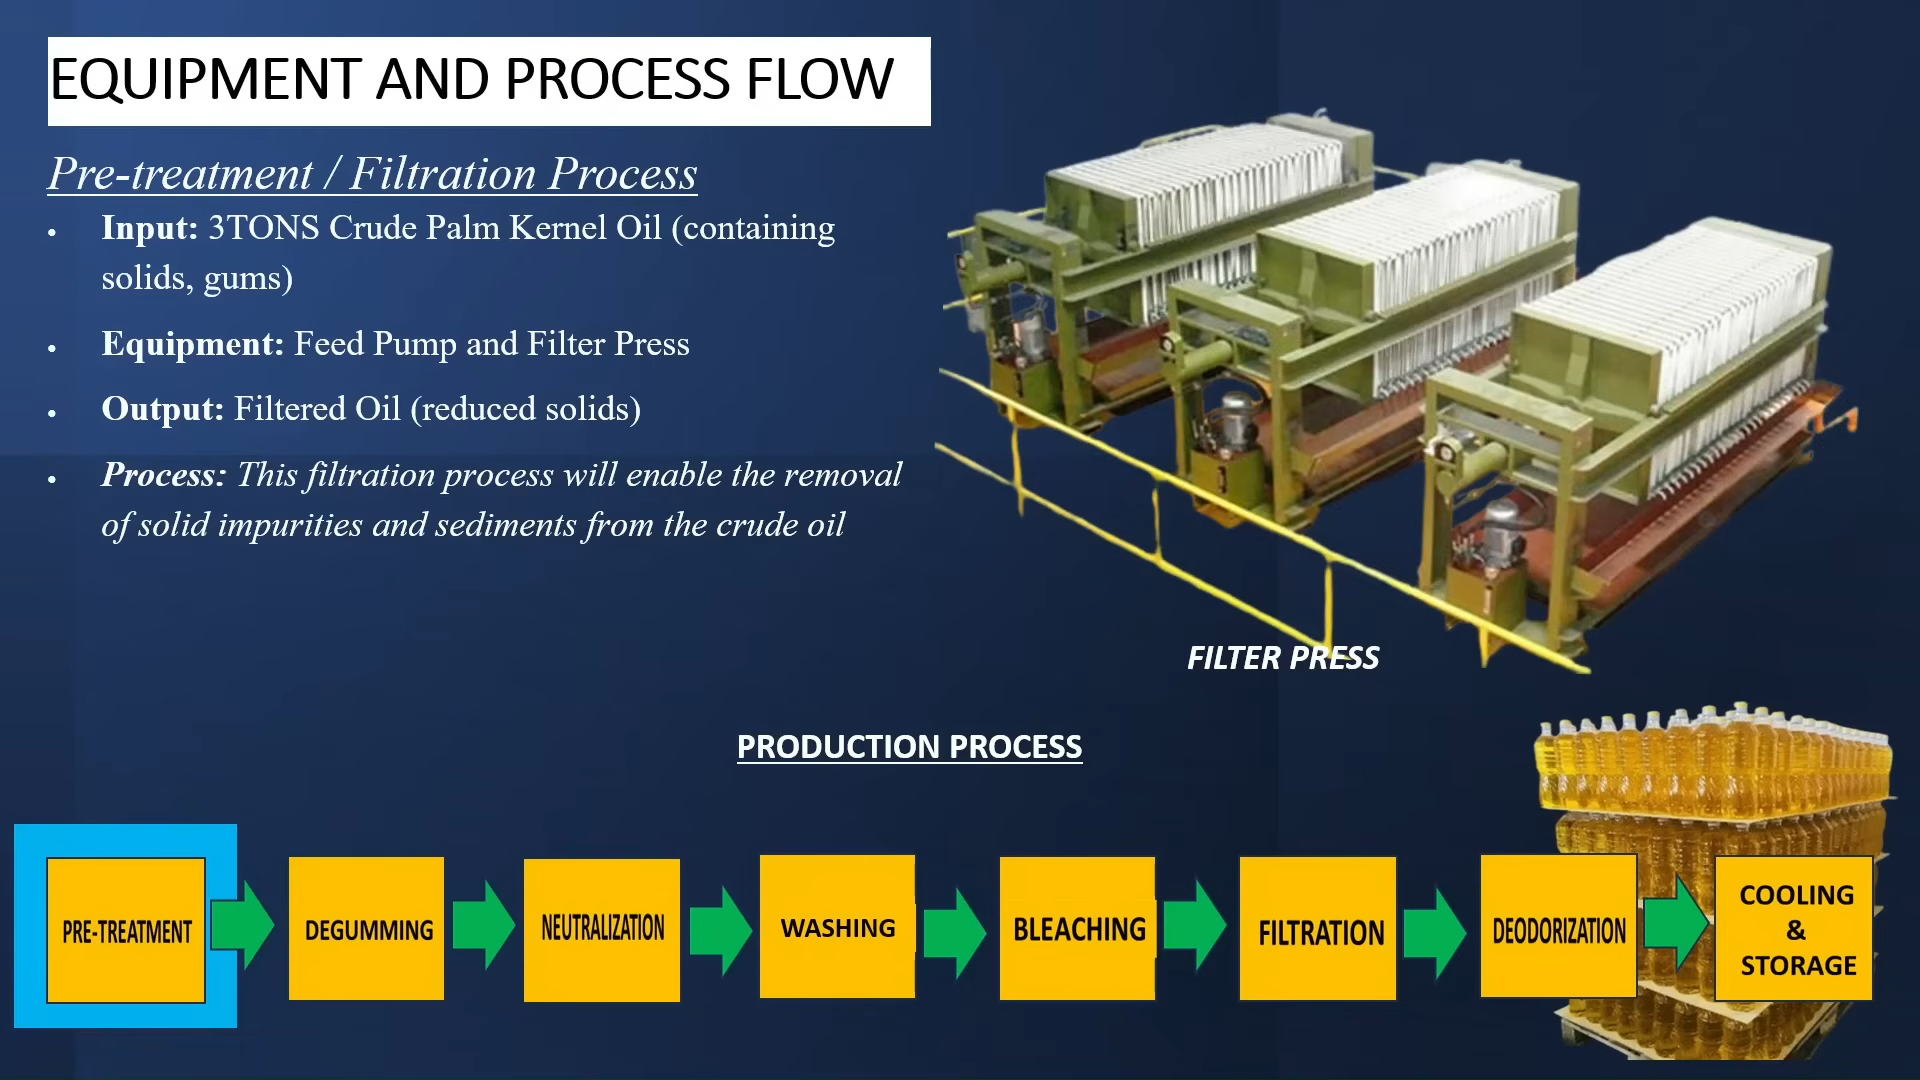 EQUIPMENT AND PROCESS FLOW
Pre-treatment / Filtration Process
• Input: 3TONS Crude Palm Kernel Oil (containing
solids, gums)
• Equipment: Feed Pump and Filter Press
• Output: Filtered Oil (reduced solids)
• Process: This filtration process will enable the removal
of solid impurities and sediments from the crude oil
FILTER PRESS
PRODUCTION PROCESS
PRE-TREATMENT
DEGUMMING
NEUTRALIZATION
WASHING
BLEACHING
FILTRATION
DEODORIZATION
COOLING
&
STORAGE